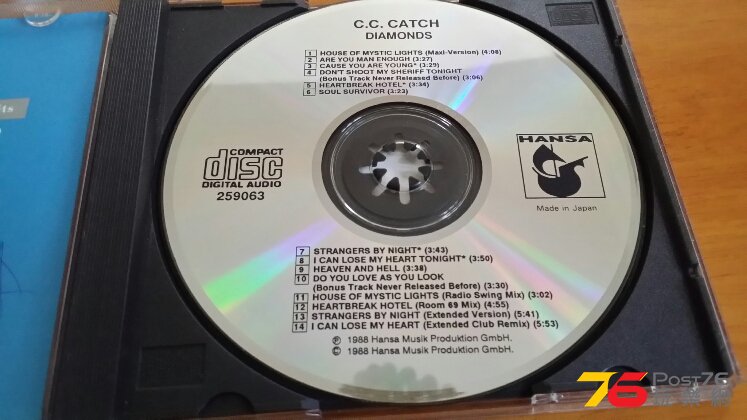 C.C. CATCH
DIAMONDS
1 HOUSE OF MYSTIC LIGHTS (Maxi-Version) (4:08)
2 ARE YOU MAN ENOUGH (3:27)
3 CAUSE YOU ARE YOUNG* (3:29)
4 DON'T SHOOT MY SHERIFF TONIGHT
(Bonus Track Never Released Before) (3:06)
5 HEARTBREAK HOTEL* (3:34)
6 SOUL SURVIVOR (3:23)
COMPACT
disc
DIGITAL AUDIO
259063
HANSA
Made in Japan
7 STRANGERS BY NIGHT* (3:43)
8 I CAN LOSE MY HEART TONIGHT* (3:50)
9 HEAVEN AND HELL (3:38)
10 DO YOU LOVE AS YOU LOOK
(Bonus Track Never Released Before) (3:30)
11 HOUSE OF MYSTIC LIGHTS (Radio Swing Mix) (3:02)
12 HEARTBREAK HOTEL (Room 69 Mix) (4:55)
13 STRANGERS BY NIGHT (Extended Version) (5:41)
14 I CAN LOSE MY HEART (Extended Club Remix) (5:53)
℗ 1988 Hansa Musik Produktion GmbH.
© 1988 Hansa Musik Produktion GmbH.
76 POST76